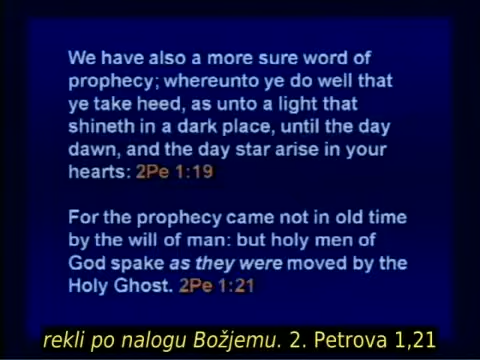 We have also a more sure word of
prophecy; whereunto ye do well that
ye take heed, as unto a light that
shineth in a dark place, until the day
dawn, and the day star arise in your
hearts: 2Pe 1:19
For the prophecy came not in old time
by the will of man: but holy men of
God spake as they were moved by the
Holy Ghost. 2Pe 1:21
rekli po nalogu Božjemu. 2. Petrova 1,21